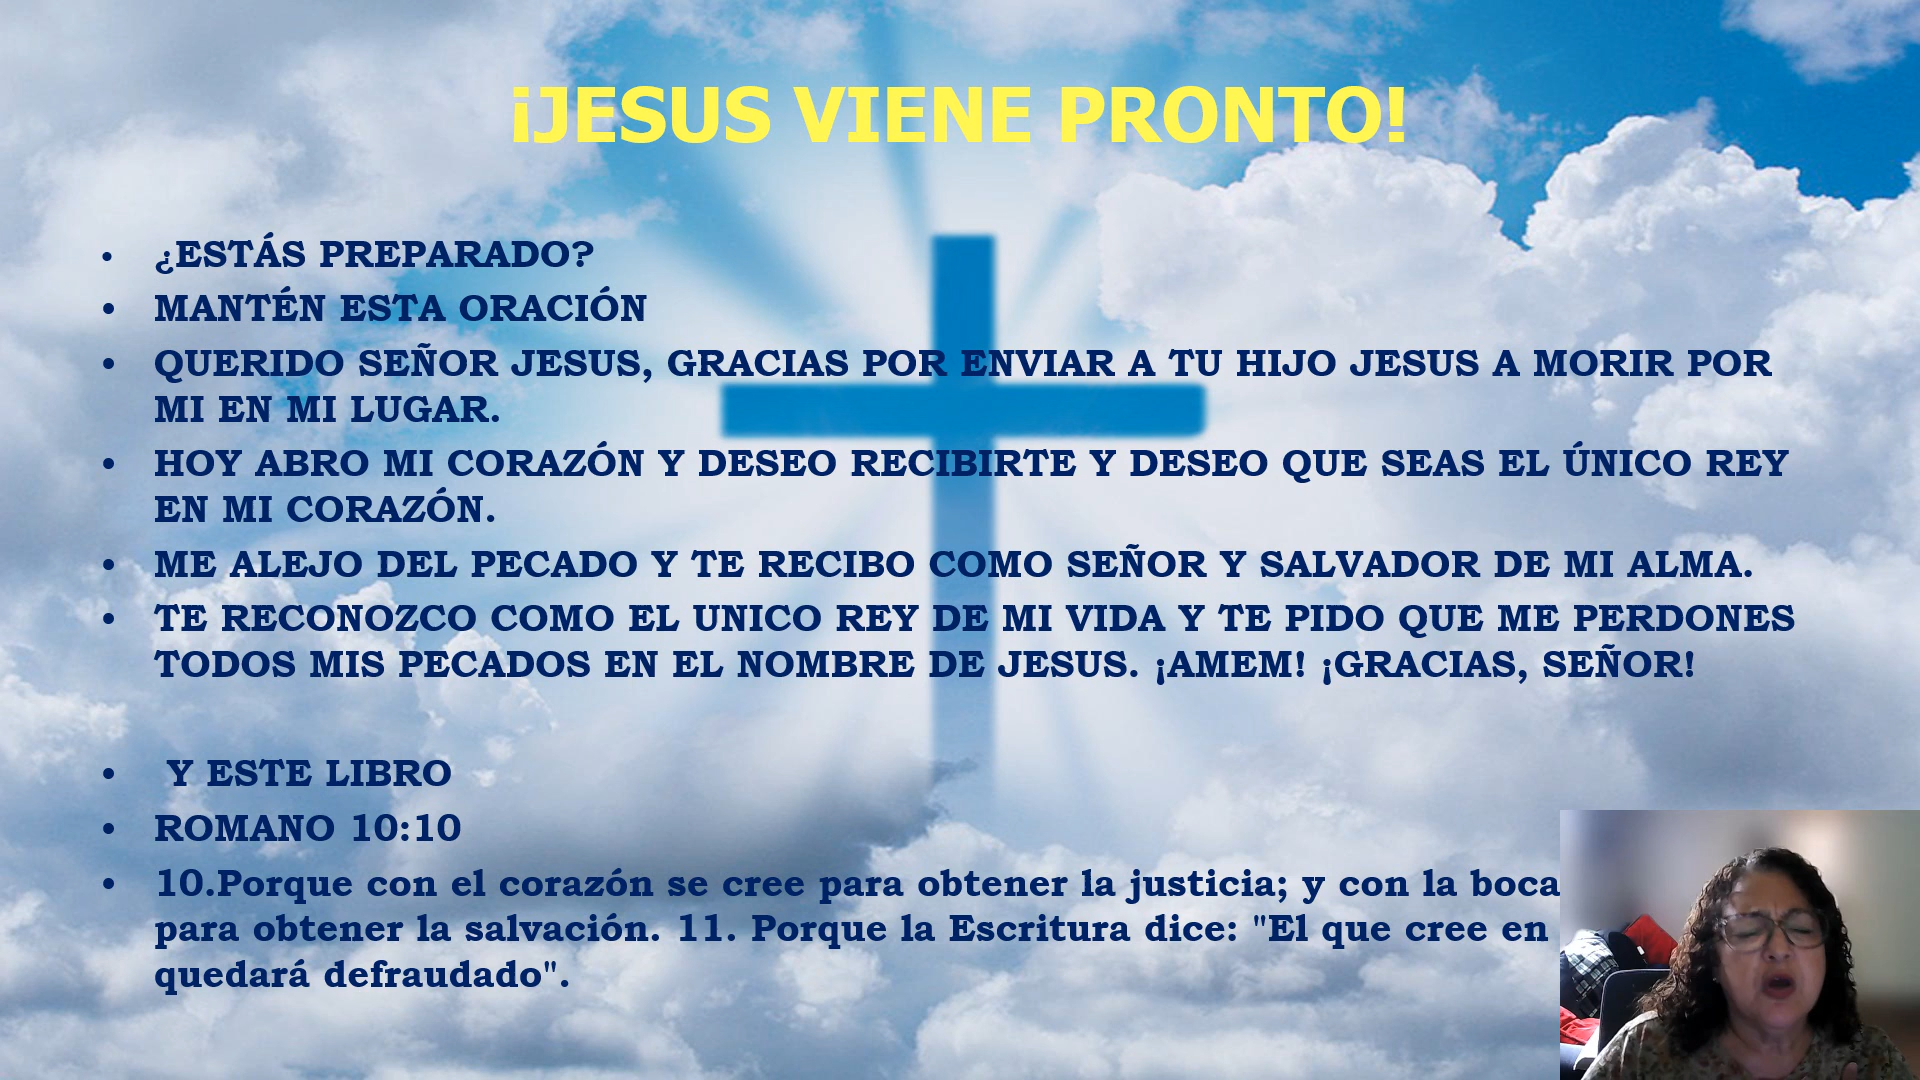 ¡JESUS VIENE PRONTO!
• ¿ESTÁS PREPARADO?
• MANTÉN ESTA ORACIÓN
• QUERIDO SEÑOR JESUS, GRACIAS POR ENVIAR A TU HIJO JESUS A MORIR POR
MI EN MI LUGAR.
• HOY ABRO MI CORAZÓN Y DESEO RECIBIRTE Y DESEO QUE SEAS EL ÚNICO REY
EN MI CORAZÓN.
• ME ALEJO DEL PECADO Y TE RECIBO COMO SEÑOR Y SALVADOR DE MI ALMA.
• TE RECONOZCO COMO EL UNICO REY DE MI VIDA Y TE PIDO QUE ME PERDONES
TODOS MIS PECADOS EN EL NOMBRE DE JESUS. ¡AMEM! ¡GRACIAS, SEÑOR!
• Y ESTE LIBRO
• ROMANO 10:10
• 10.Porque con el corazón se cree para obtener la justicia; y con la boca
para obtener la salvación. 11. Porque la Escritura dice: "El que cree en
quedará defraudado".